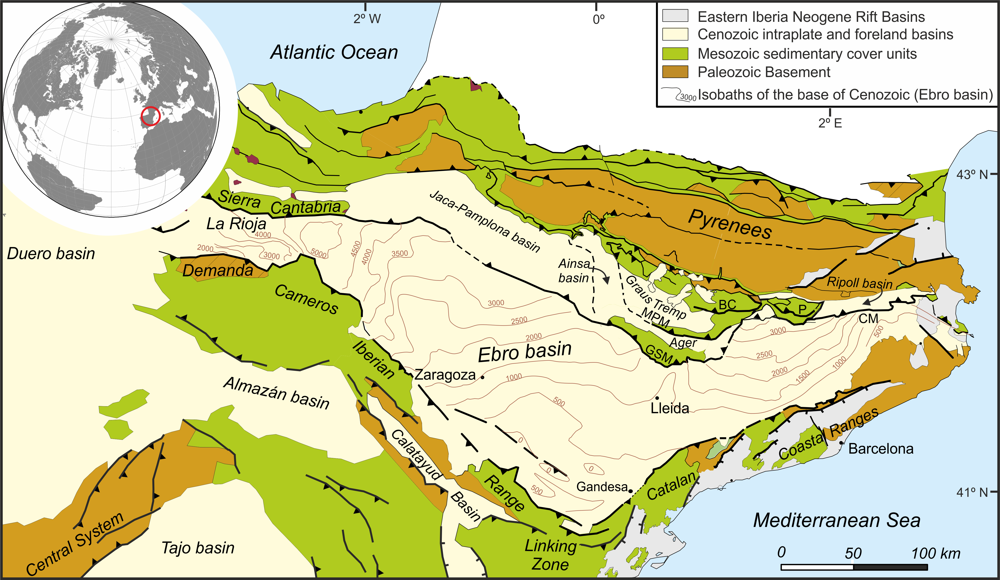 2º W
0º
Eastern Iberia Neogene Rift Basins
Cenozoic intraplate and foreland basins
Mesozoic sedimentary cover units
Paleozoic Basement
3000
Isobaths of the base of Cenozoic (Ebro basin)
2º E
Atlantic Ocean
43º N
Sierra Cantabria
Jaca-Pamplona basin
Pyrenees
La Rioja
4000
2000
3000
5000
4500
4000
3500
Duero basin
Demanda
Cameros
Ainsa
basin
Graus Tremp
MPM
BC
P
Ripoll basin
CM
3000
2500
2000
3000
500
Ager
GSM
2500
2000
1500
1000
Ebro basin
Iberian
Zaragoza
1000
Almazán basin
500
Lleida
Calatayud
0
0
0
Coastal Ranges
Barcelona
Range
500
Gandesa
Catalan
41º N
Basin
Central System
Tajo basin
Linking
Zone
Mediterranean Sea
0 50 100 km